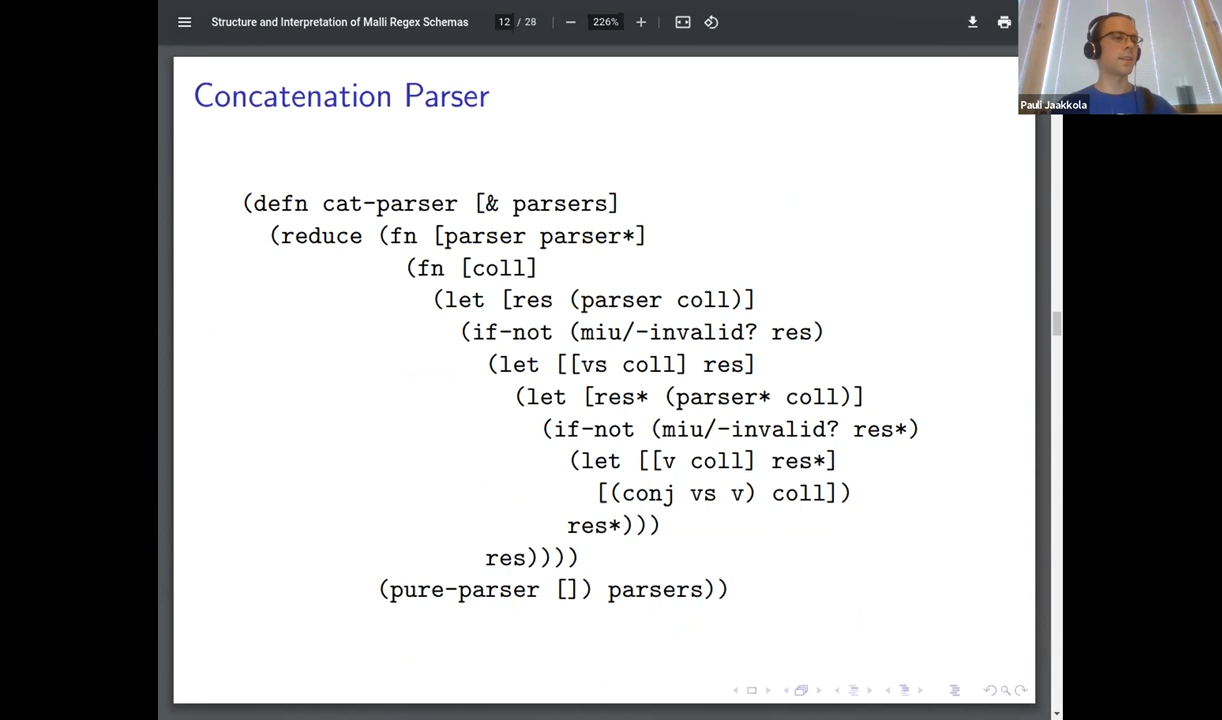 Structure and Interpretation of Malli Regex Schemas 12 / 28 226%
Pauli Jaakkola
Concatenation Parser
(defn cat-parser [& parsers]
(reduce (fn [parser parser*]
(fn [coll]
(let [res (parser coll)]
(if-not (miu/-invalid? res)
(let [[vs coll] res]
(let [res* (parser* coll)]
(if-not (miu/-invalid? res*)
(let [[v coll] res*]
[(conj vs v) coll])
res*)))
res))))
(pure-parser []) parsers))